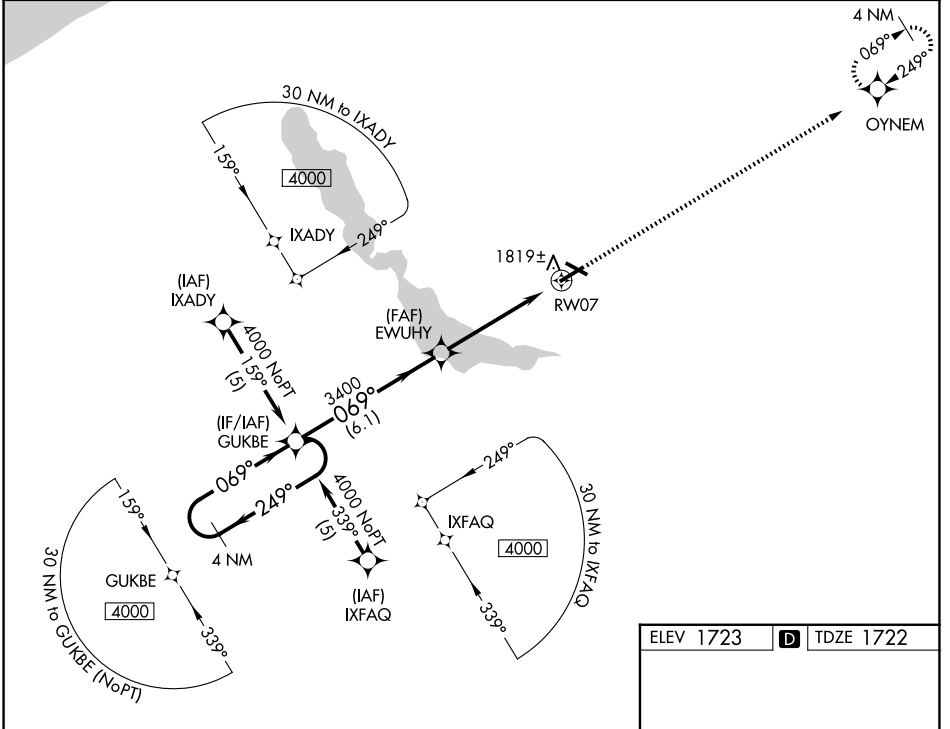 4 NM
069°
249°
OYNEM
30 NM to IXADY
159°
4000
249°
IXADY
1819±
RW07
(IAF)
IXADY
4000 NoPT
159°
(5)
(FAF)
EWUHY
3400
069°
(6.1)
(IF/IAF)
GUKBE
069°
249°
4 NM
4000 NoPT
339°
(5)
(IAF)
IXFAQ
249°
IXFAQ
4000
339°
30 NM to IXFAQ
159°
GUKBE
4000
339°
30 NM to GUKBE (NoPT)
ELEV 1723 D TDZE 1722